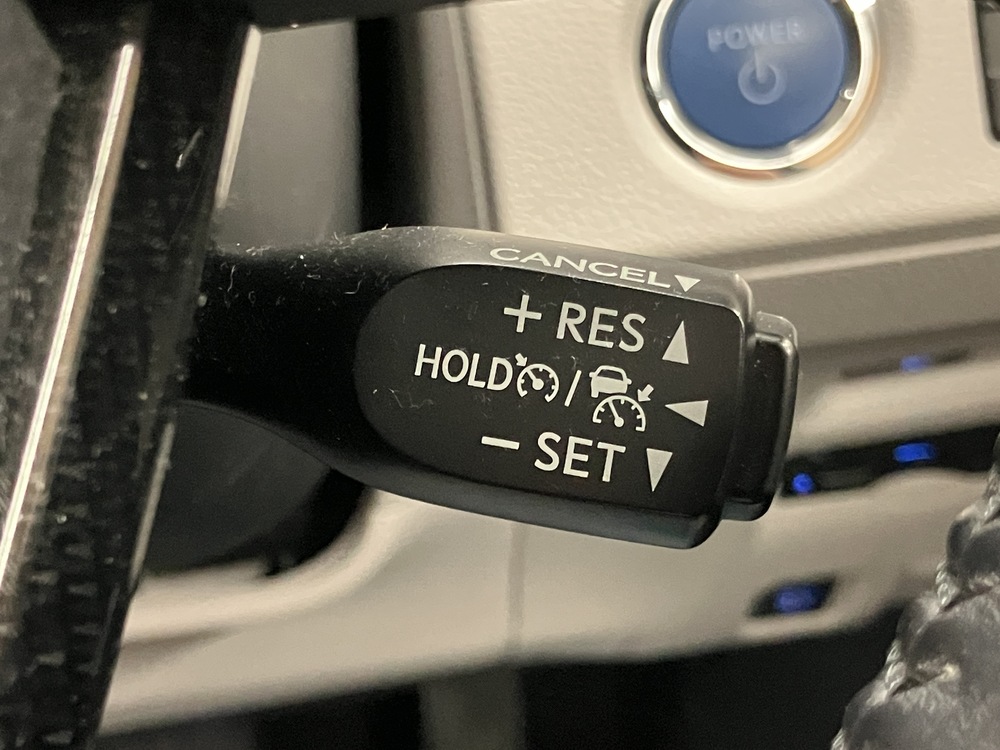 POWER
CANCEL▼
+ RES ▲
HOLD / ◀
− SET ▼